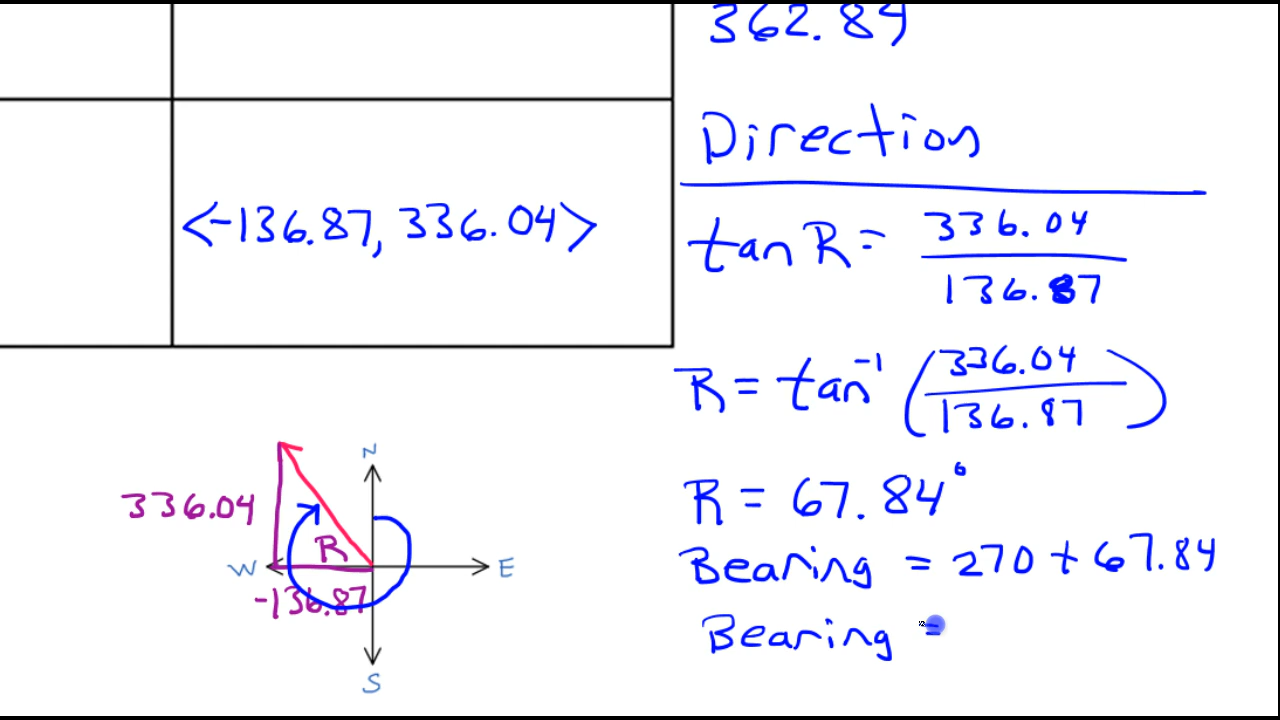 362.84
Direction
<-136.87, 336.04>
tan R = 336.04
136.87
R = tan⁻¹ (336.04
136.87)
R = 67.84°
Bearing = 270 + 67.84
Bearing =
N
336.04
R
W
E
-136.87
S